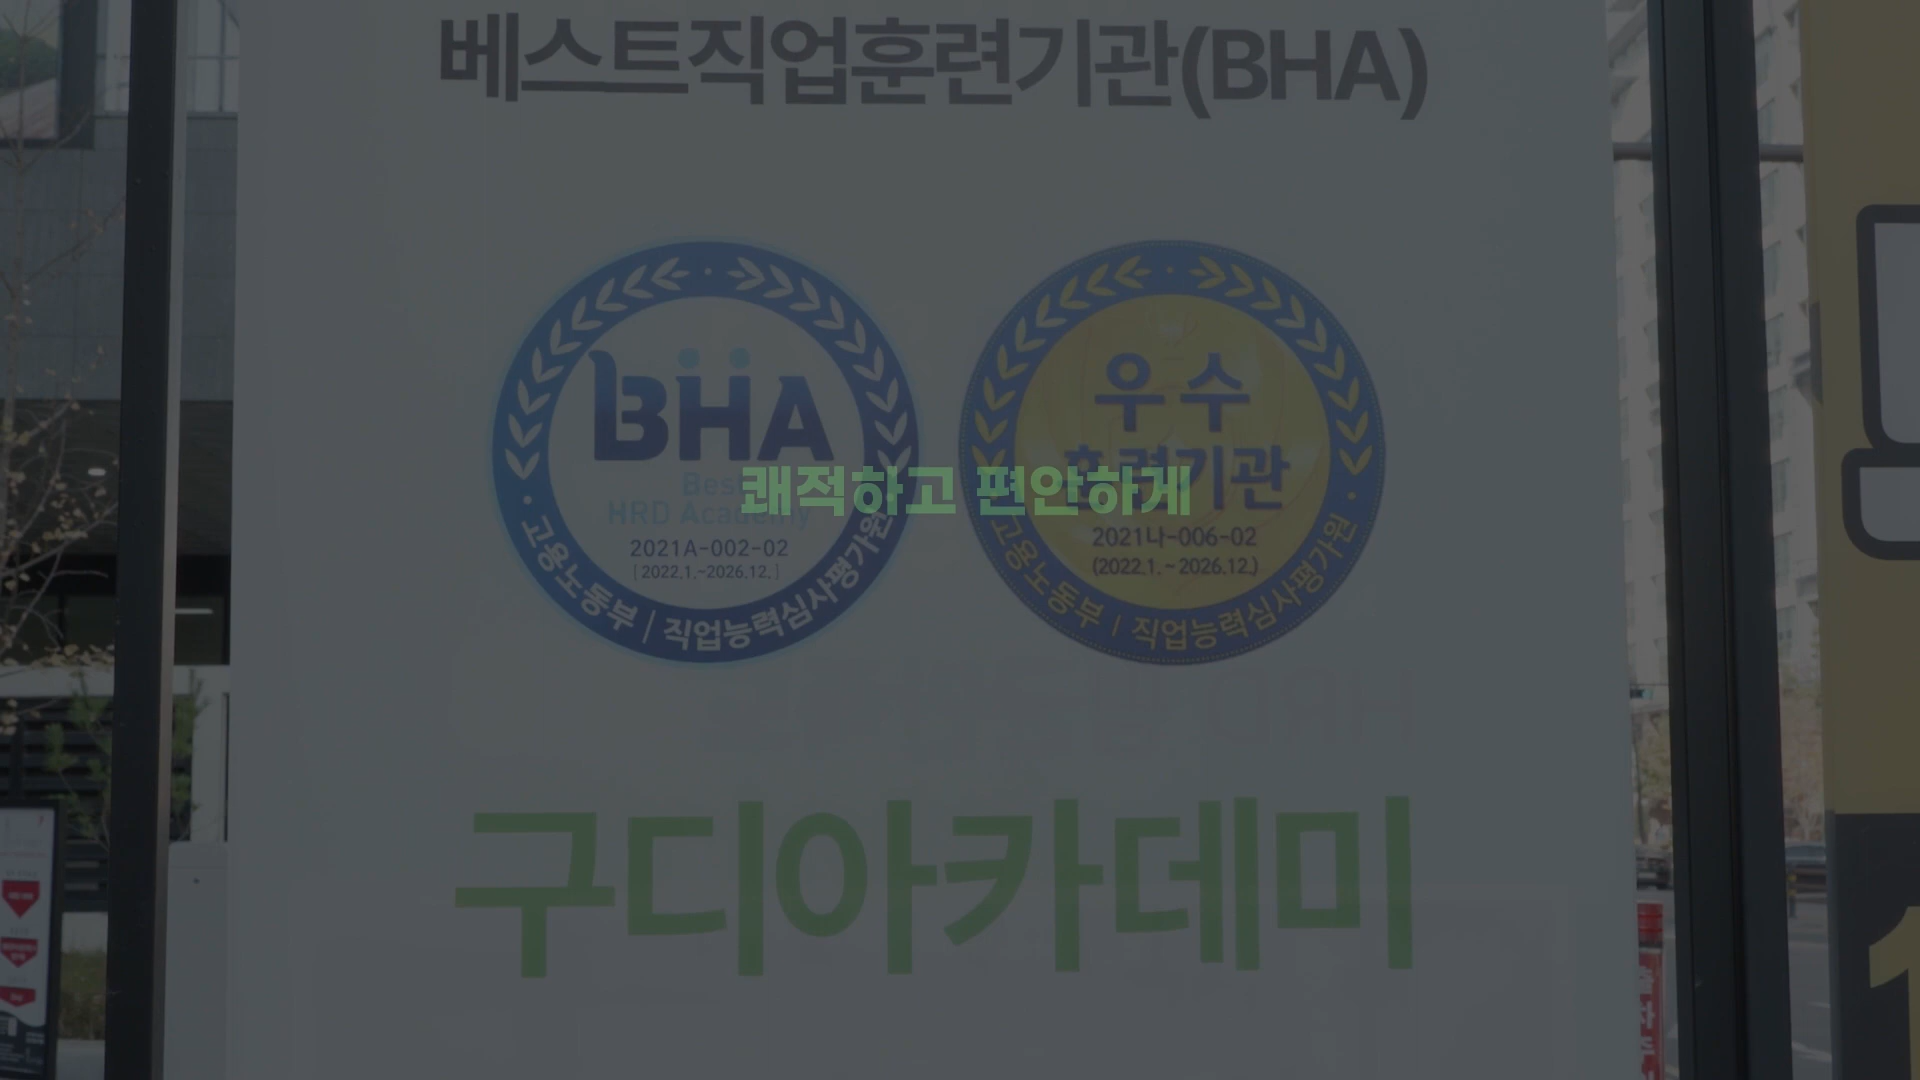 베스트직업훈련기관(BHA)
BHA
Best
HRD Academy
2021A-002-02
[2022.1.~2026.12.]
고용노동부 | 직업능력심사평가원
우수
훈련기관
2021나-006-02
(2022.1.~2026.12.)
고용노동부 | 직업능력심사평가원
쾌적하고 편안하게
구디아카데미